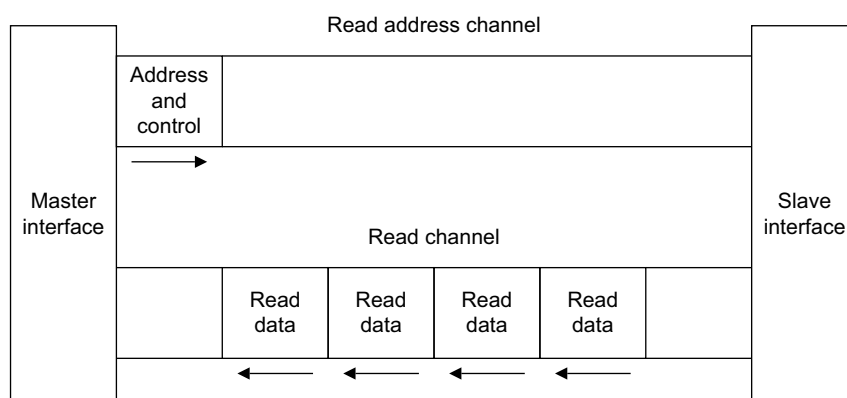 Read address channel
Address
and
control
Master
interface
Slave
interface
Read channel
Read
data
Read
data
Read
data
Read
data